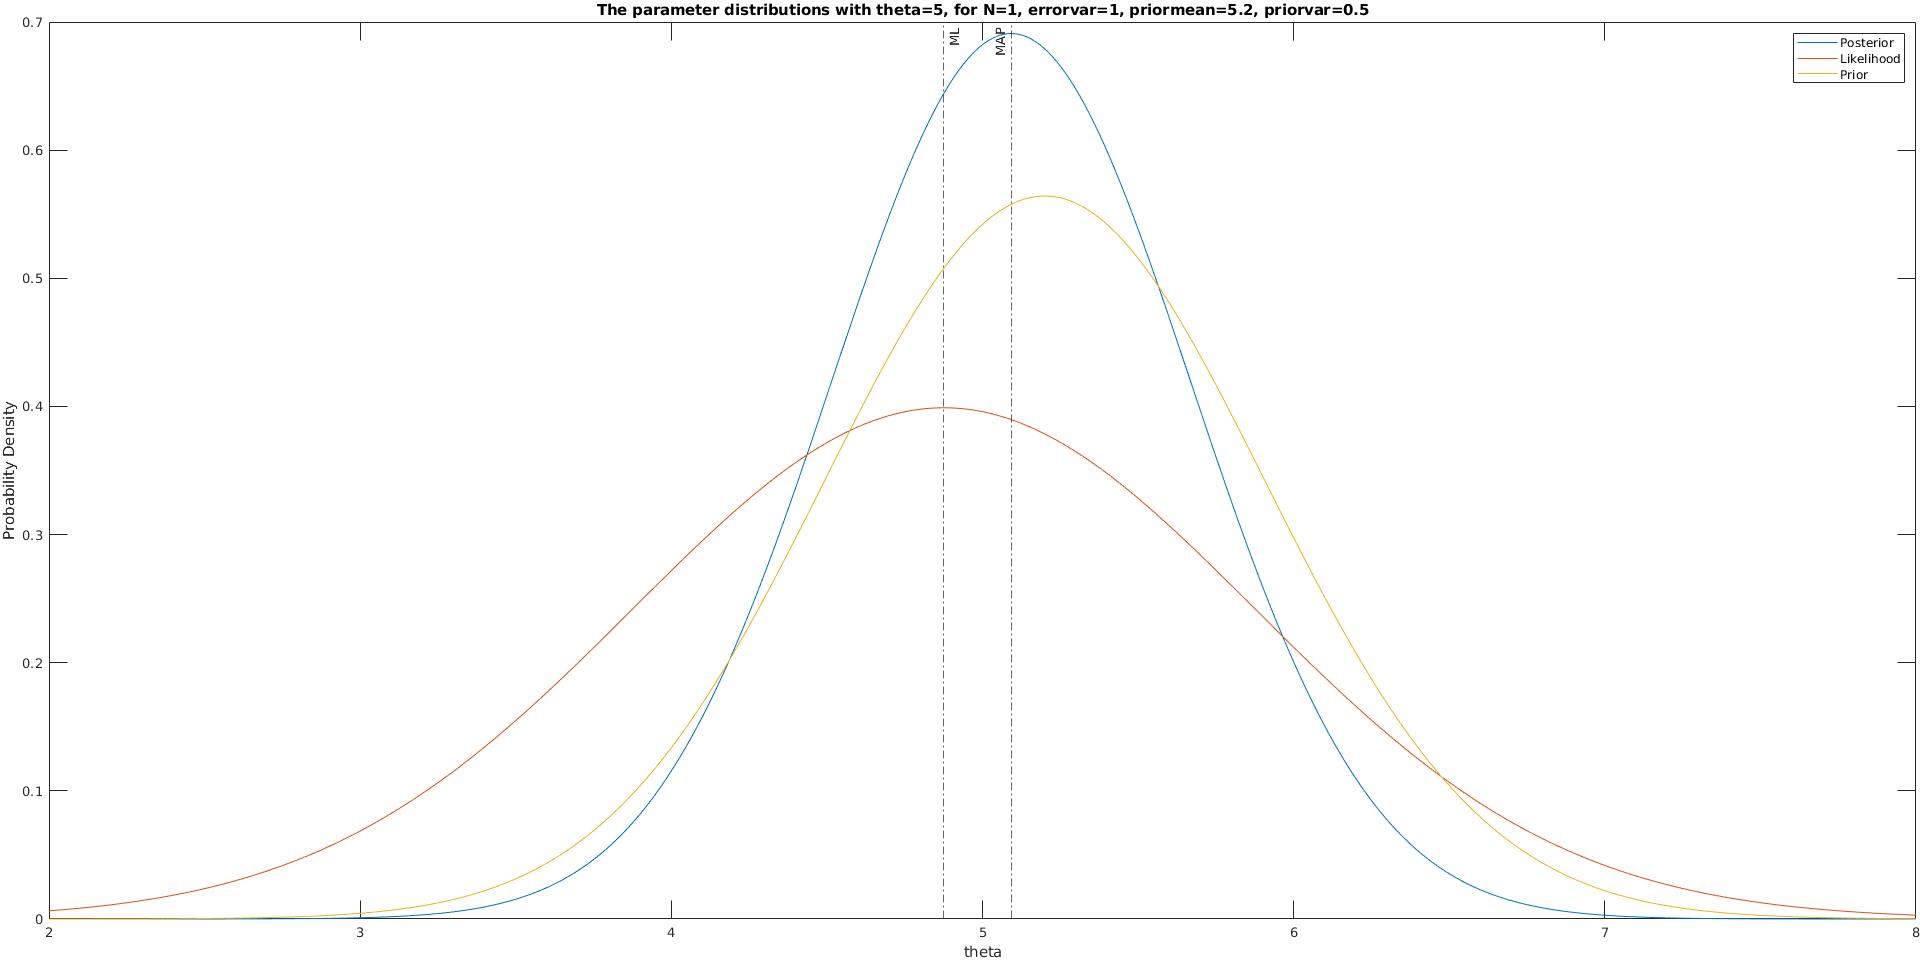 The parameter distributions with theta=5, for N=1, errorvar=1, priormean=5.2, priorvar=0.5
ML
MAP
Posterior
Likelihood
Prior
Probability Density
0.7
0.6
0.5
0.4
0.3
0.2
0.1
0
2 3 4 5 6 7 8
theta